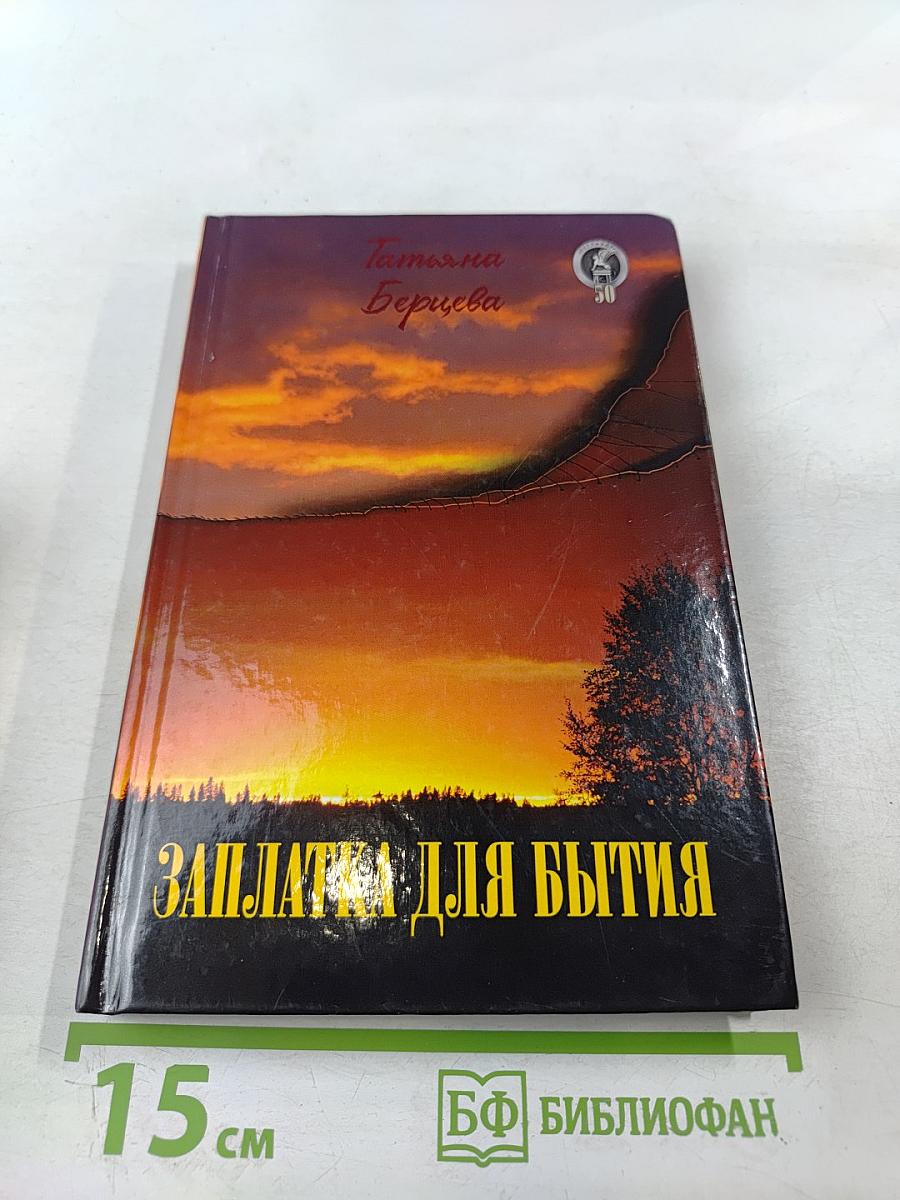 Татьяна
Берцева
50
ЗАПЛАТКА ДЛЯ БЫТИЯ
15 см
БФ БИБЛИОФАН